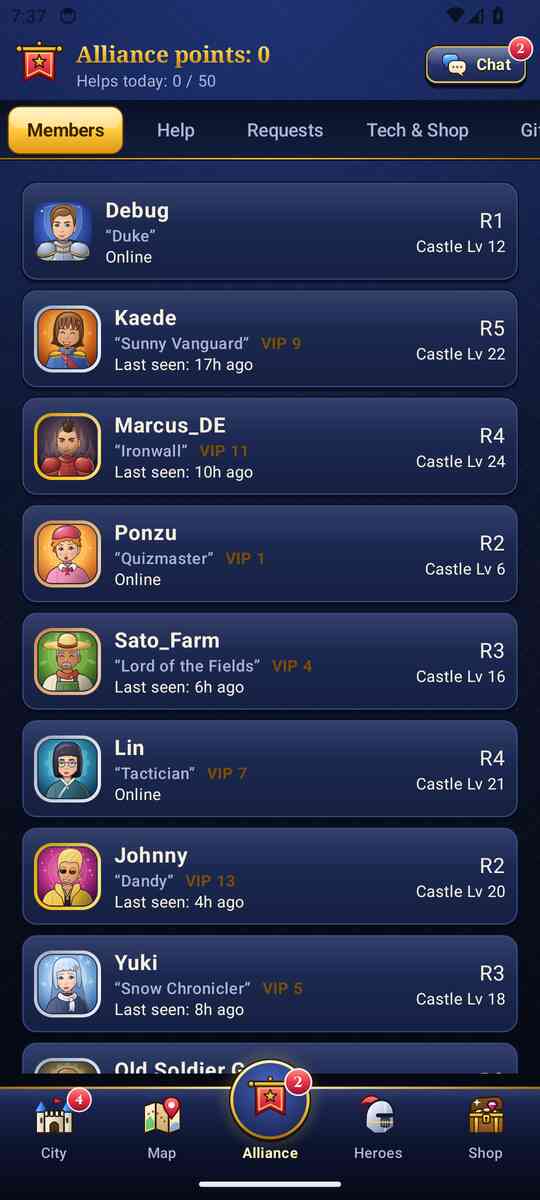 7:37
Alliance points: 0
Helps today: 0 / 50
Chat
2
Members
Help
Requests
Tech & Shop
Debug
“Duke”
Online
R1
Castle Lv 12
Kaede
“Sunny Vanguard” VIP 9
Last seen: 17h ago
R5
Castle Lv 22
Marcus_DE
“Ironwall” VIP 11
Last seen: 10h ago
R4
Castle Lv 24
Ponzu
“Quizmaster” VIP 1
Online
R2
Castle Lv 6
Sato_Farm
“Lord of the Fields” VIP 4
Last seen: 6h ago
R3
Castle Lv 16
Lin
“Tactician” VIP 7
Online
R4
Castle Lv 21
Johnny
“Dandy” VIP 13
Last seen: 4h ago
R2
Castle Lv 20
Yuki
“Snow Chronicler” VIP 5
Last seen: 8h ago
R3
Castle Lv 18
Old Soldier
4
2
City
Map
Alliance
Heroes
Shop